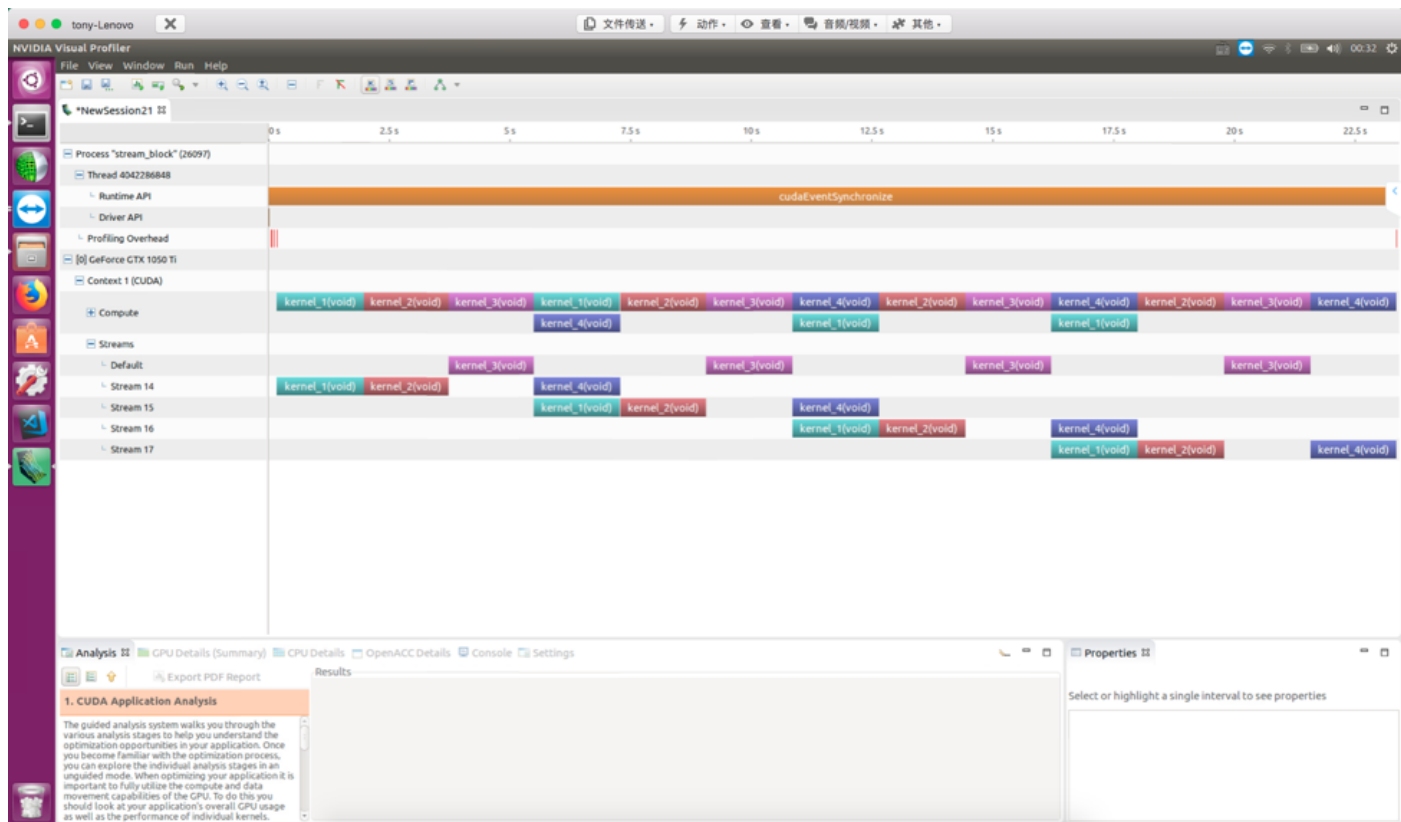 tony-Lenovo
文件传送 动作 查看 音频/视频 其他
NVIDIA Visual Profiler
00:32
File View Window Run Help
*NewSession21
0 s 2.5 s 5 s 7.5 s 10 s 12.5 s 15 s 17.5 s 20 s 22.5 s
Process "stream_block" (26097)
Thread 4042286848
Runtime API cudaEventSynchronize
Driver API
Profiling Overhead
[0] GeForce GTX 1050 Ti
Context 1 (CUDA)
kernel_1(void) kernel_2(void) kernel_3(void) kernel_1(void) kernel_2(void) kernel_3(void) kernel_4(void) kernel_2(void) kernel_3(void) kernel_4(void) kernel_2(void) kernel_3(void) kernel_4(void)
Compute
kernel_4(void) kernel_1(void) kernel_1(void)
Streams
Default kernel_3(void) kernel_3(void) kernel_3(void) kernel_3(void)
Stream 14 kernel_1(void) kernel_2(void) kernel_4(void)
Stream 15 kernel_1(void) kernel_2(void) kernel_4(void)
Stream 16 kernel_1(void) kernel_2(void) kernel_4(void)
Stream 17 kernel_1(void) kernel_2(void) kernel_4(void)
Analysis GPU Details (Summary) CPU Details OpenACC Details Console Settings
Properties
Export PDF Report
Results
1. CUDA Application Analysis
Select or highlight a single interval to see properties
The guided analysis system walks you through the
various analysis stages to help you understand the
optimization opportunities in your application. Once
you become familiar with the optimization process,
you can explore the individual analysis stages in an
unguided mode. When optimizing your application it is
important to fully utilize the compute and data
movement capabilities of the GPU. To do this you
should look at your application's overall GPU usage
as well as the performance of individual kernels.